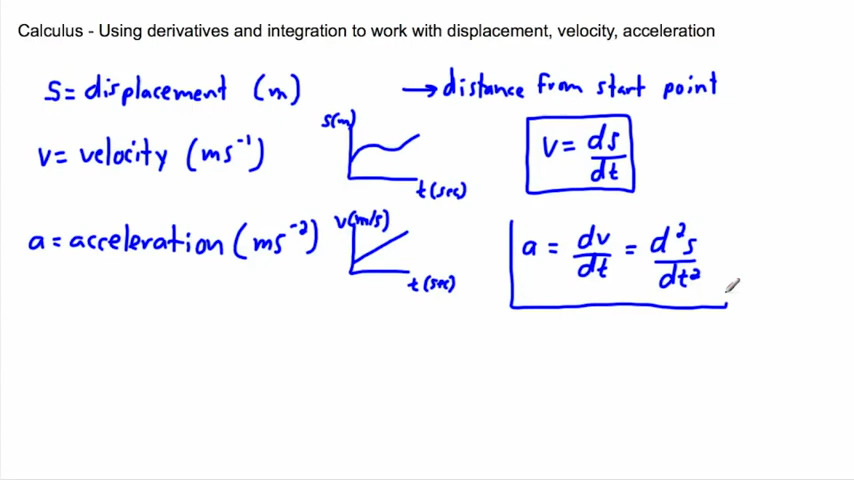 Calculus - Using derivatives and integration to work with displacement, velocity, acceleration
S= displacement (m) → distance from start point
s(m)
v= velocity (ms⁻¹)
v = ds/dt
t(sec)
v(m/s)
a = acceleration (ms⁻²)
a = dv/dt = d²s/dt²
t(sec)